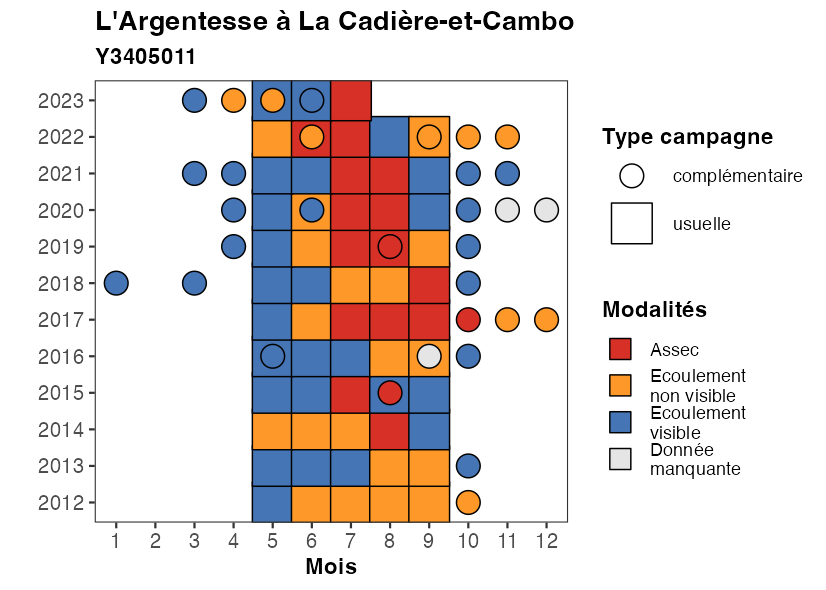 L'Argentesse à La Cadière-et-Cambo
Y3405011
2023
2022
2021
2020
2019
2018
2017
2016
2015
2014
2013
2012
1 2 3 4 5 6 7 8 9 10 11 12
Mois
Type campagne
complémentaire
usuelle
Modalités
Assec
Ecoulement
non visible
Ecoulement
visible
Donnée
manquante